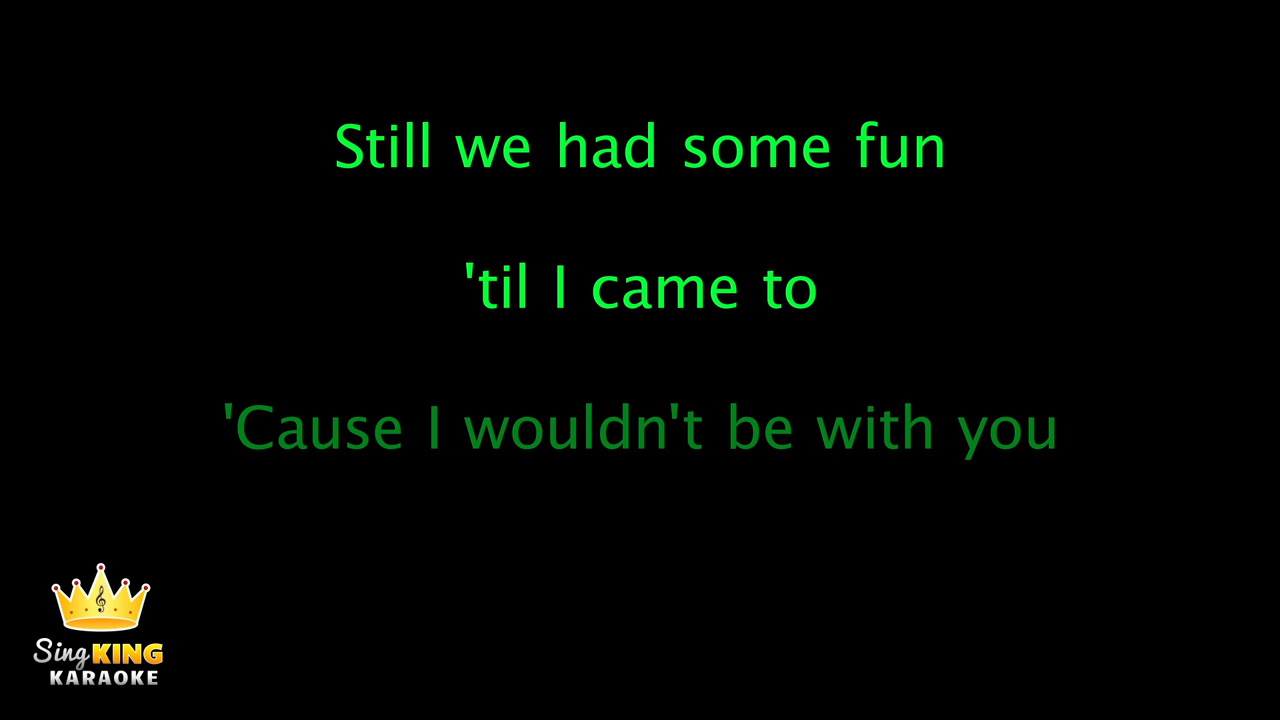 Still we had some fun
'til I came to
'Cause I wouldn't be with you
Sing KING
KARAOKE